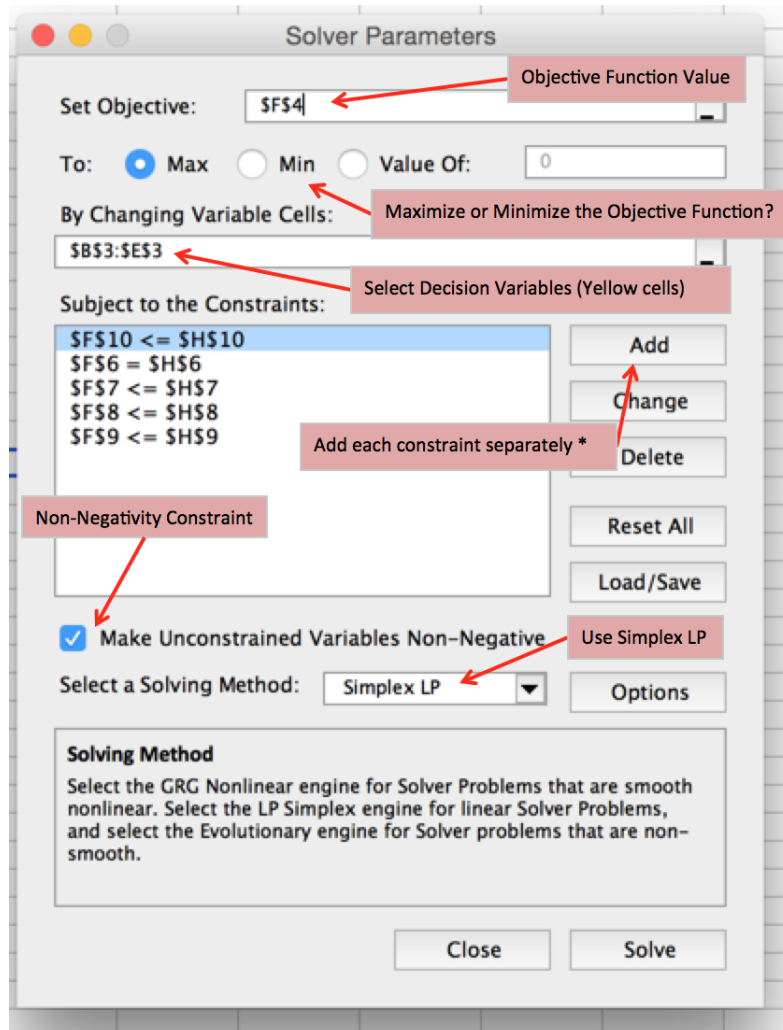 Solver Parameters
Objective Function Value
Set Objective: $F$4
To: Max Min Value Of: 0
Maximize or Minimize the Objective Function?
By Changing Variable Cells:
$B$3:$E$3
Select Decision Variables (Yellow cells)
Subject to the Constraints:
$F$10 <= $H$10
$F$6 = $H$6
$F$7 <= $H$7
$F$8 <= $H$8
$F$9 <= $H$9
Add
Change
Add each constraint separately *
Delete
Non-Negativity Constraint
Reset All
Load/Save
Make Unconstrained Variables Non-Negative
Use Simplex LP
Select a Solving Method: Simplex LP
Options
Solving Method
Select the GRG Nonlinear engine for Solver Problems that are smooth
nonlinear. Select the LP Simplex engine for linear Solver Problems,
and select the Evolutionary engine for Solver problems that are non-
smooth.
Close Solve